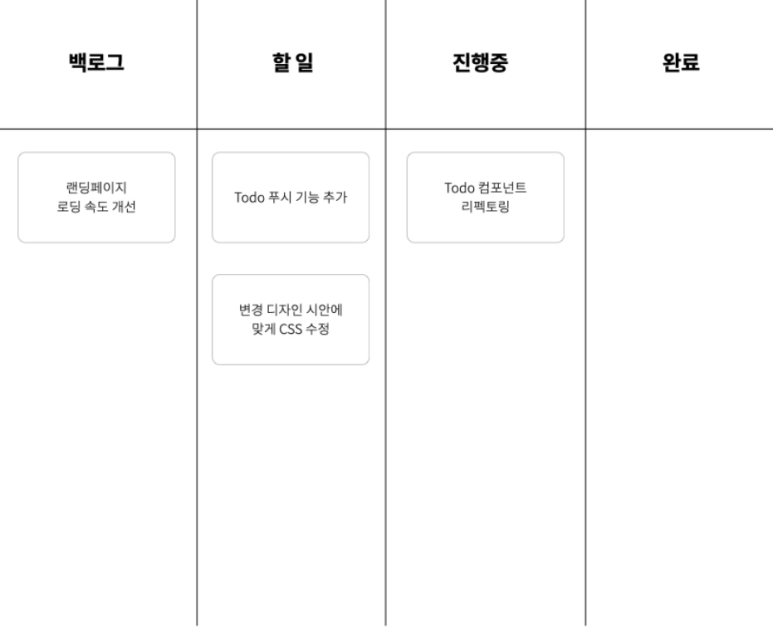 백로그
할 일
진행중
완료
랜딩페이지
로딩 속도 개선
Todo 푸시 기능 추가
변경 디자인 시안에
맞게 CSS 수정
Todo 컴포넌트
리펙토링